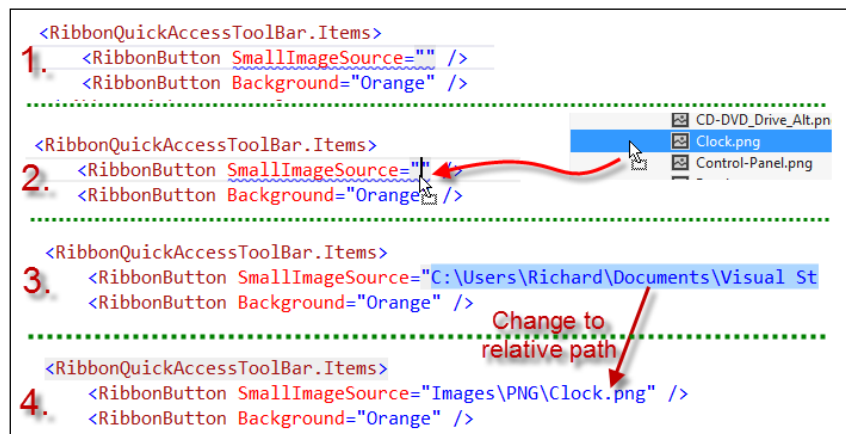 <RibbonQuickAccessToolBar.Items>
1. <RibbonButton SmallImageSource="" />
<RibbonButton Background="Orange" />
CD-DVD_Drive_Alt.pn
<RibbonQuickAccessToolBar.Items>
Clock.png
2. <RibbonButton SmallImageSource="" />
Control-Panel.png
<RibbonButton Background="Orange" />
<RibbonQuickAccessToolBar.Items>
3. <RibbonButton SmallImageSource="C:\Users\Richard\Documents\Visual St
<RibbonButton Background="Orange" />
Change to
relative path
<RibbonQuickAccessToolBar.Items>
4. <RibbonButton SmallImageSource="Images\PNG\Clock.png" />
<RibbonButton Background="Orange" />